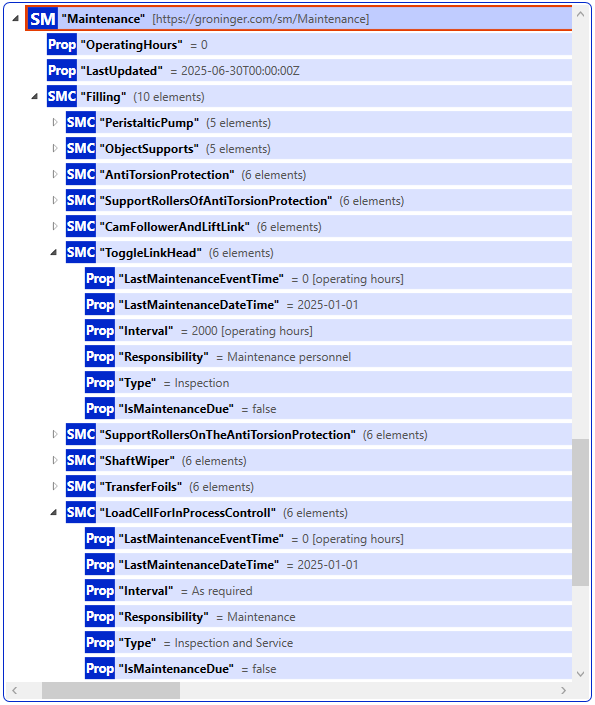 SM "Maintenance" [https://groninger.com/sm/Maintenance]
Prop "OperatingHours" = 0
Prop "LastUpdated" = 2025-06-30T00:00:00Z
SMC "Filling" (10 elements)
SMC "PeristalticPump" (5 elements)
SMC "ObjectSupports" (5 elements)
SMC "AntiTorsionProtection" (6 elements)
SMC "SupportRollersOfAntiTorsionProtection" (6 elements)
SMC "CamFollowerAndLiftLink" (6 elements)
SMC "ToggleLinkHead" (6 elements)
Prop "LastMaintenanceEventTime" = 0 [operating hours]
Prop "LastMaintenanceDateTime" = 2025-01-01
Prop "Interval" = 2000 [operating hours]
Prop "Responsibility" = Maintenance personnel
Prop "Type" = Inspection
Prop "IsMaintenanceDue" = false
SMC "SupportRollersOnTheAntiTorsionProtection" (6 elements)
SMC "ShaftWiper" (6 elements)
SMC "TransferFoils" (6 elements)
SMC "LoadCellForInProcessControll" (6 elements)
Prop "LastMaintenanceEventTime" = 0 [operating hours]
Prop "LastMaintenanceDateTime" = 2025-01-01
Prop "Interval" = As required
Prop "Responsibility" = Maintenance
Prop "Type" = Inspection and Service
Prop "IsMaintenanceDue" = false